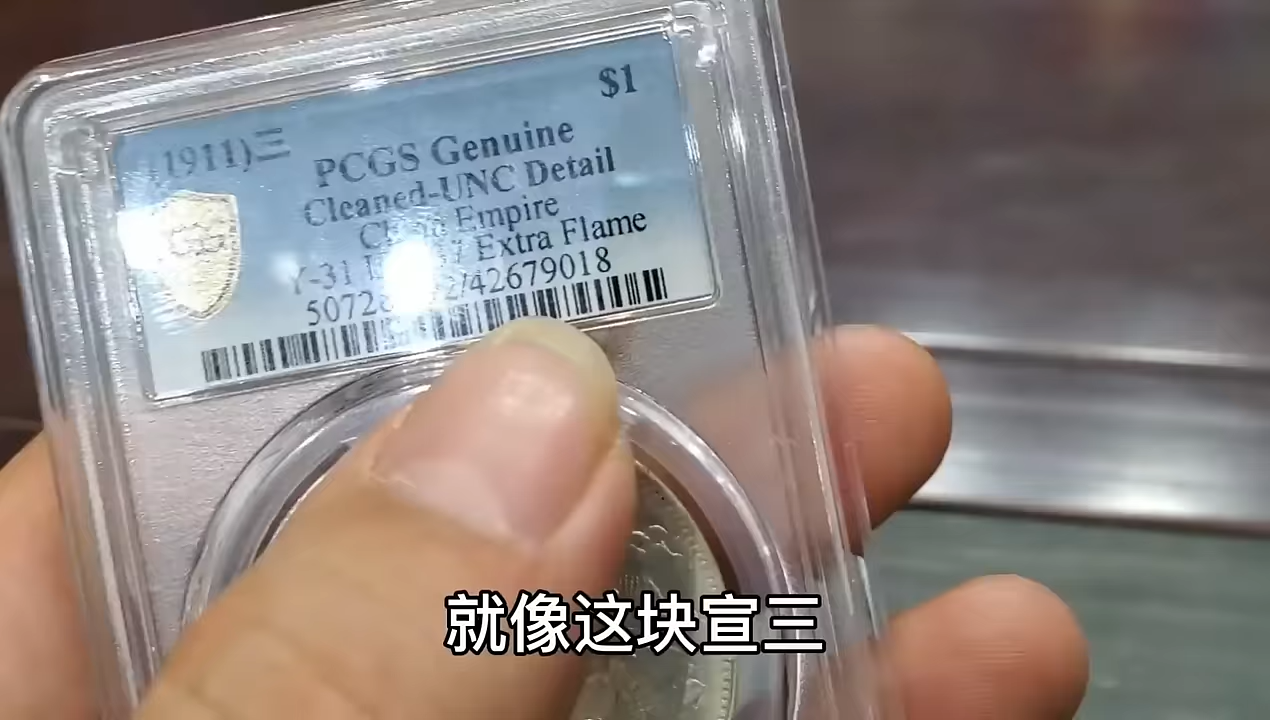 $1
(1911)三
PCGS Genuine
Cleaned-UNC Detail
Empire
Y-31 Extra Flame
/42679018
就像这块宣三